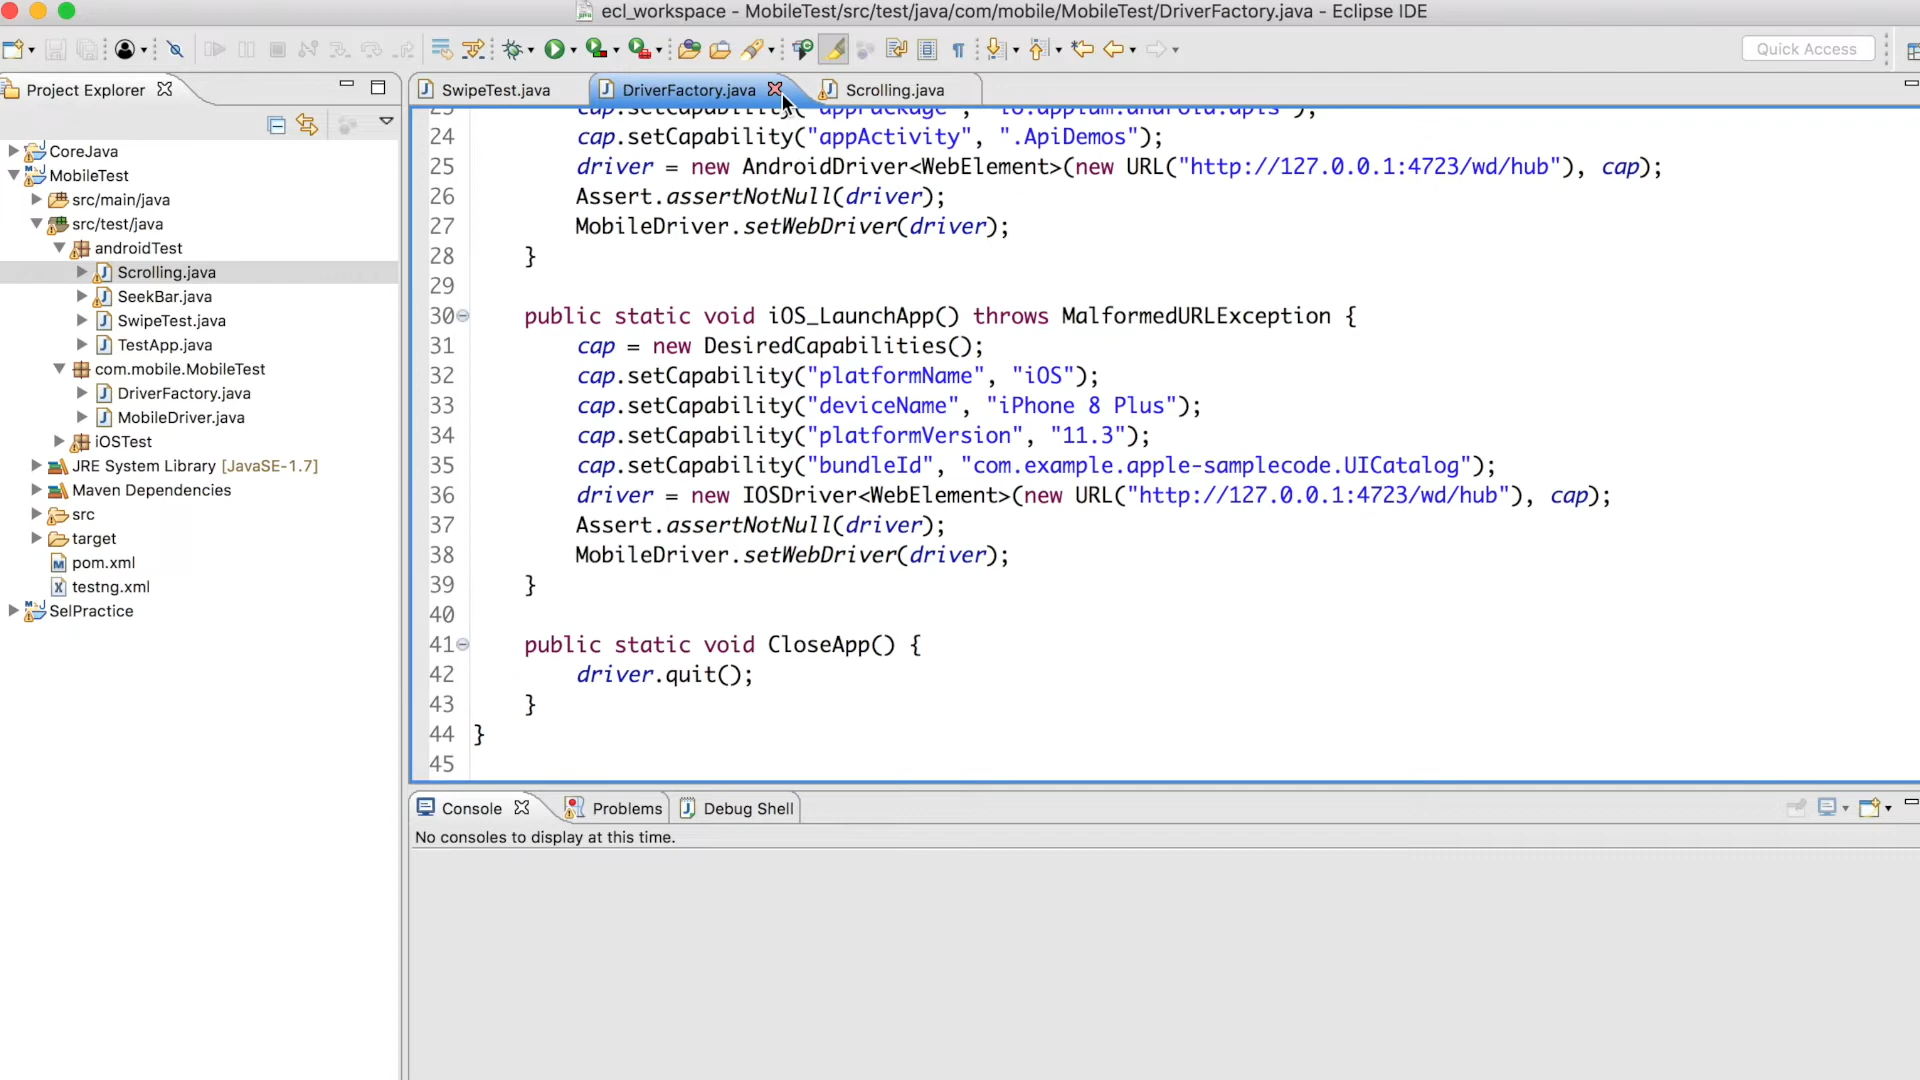 ecl_workspace - MobileTest/src/test/java/com/mobile/MobileTest/DriverFactory.java - Eclipse IDE
Quick Access
Project Explorer
CoreJava
MobileTest
src/main/java
src/test/java
androidTest
Scrolling.java
SeekBar.java
SwipeTest.java
TestApp.java
com.mobile.MobileTest
DriverFactory.java
MobileDriver.java
iOSTest
JRE System Library [JavaSE-1.7]
Maven Dependencies
src
target
pom.xml
testng.xml
SelPractice
SwipeTest.java
DriverFactory.java
Scrolling.java
23 cap.setCapability("appPackage", "io.appium.android.apis");
24 cap.setCapability("appActivity", ".ApiDemos");
25 driver = new AndroidDriver<WebElement>(new URL("http://127.0.0.1:4723/wd/hub"), cap);
26 Assert.assertNotNull(driver);
27 MobileDriver.setWebDriver(driver);
28 }
29
30 public static void iOS_LaunchApp() throws MalformedURLException {
31 cap = new DesiredCapabilities();
32 cap.setCapability("platformName", "iOS");
33 cap.setCapability("deviceName", "iPhone 8 Plus");
34 cap.setCapability("platformVersion", "11.3");
35 cap.setCapability("bundleId", "com.example.apple-samplecode.UICatalog");
36 driver = new IOSDriver<WebElement>(new URL("http://127.0.0.1:4723/wd/hub"), cap);
37 Assert.assertNotNull(driver);
38 MobileDriver.setWebDriver(driver);
39 }
40
41 public static void CloseApp() {
42 driver.quit();
43 }
44 }
45
Console
Problems
Debug Shell
No consoles to display at this time.